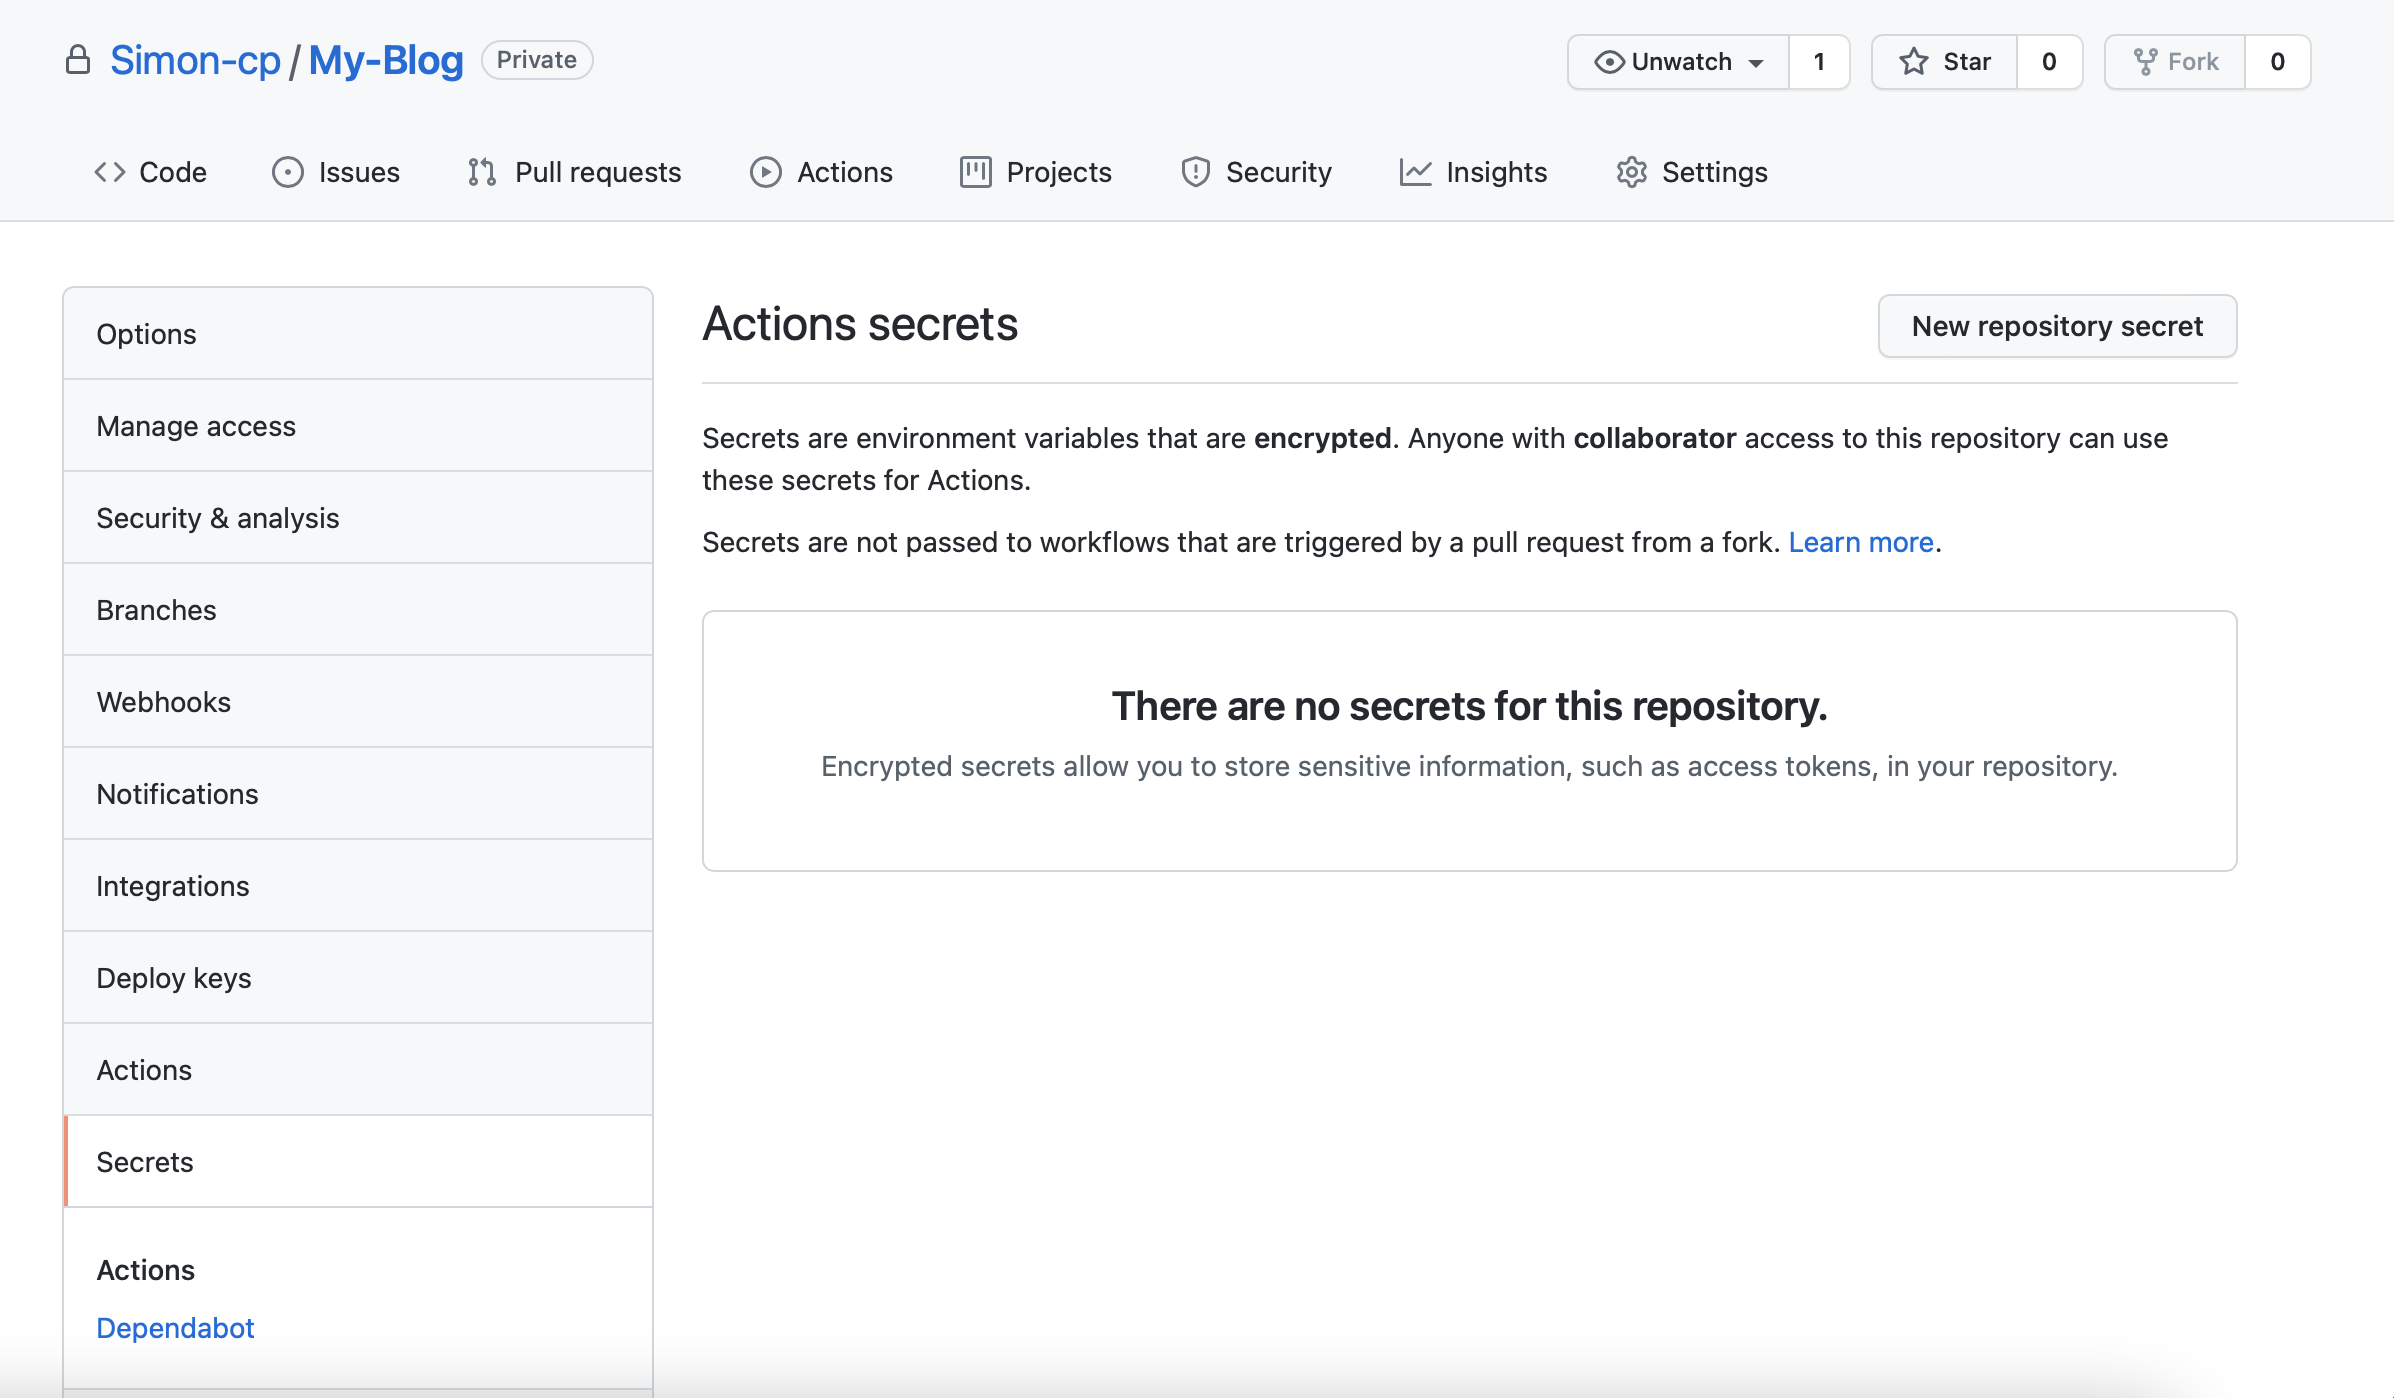 Simon-cp / My-Blog Private
Unwatch 1 Star 0 Fork 0
Code Issues Pull requests Actions Projects Security Insights Settings
Options
Manage access
Security & analysis
Branches
Webhooks
Notifications
Integrations
Deploy keys
Actions
Secrets
Actions
Dependabot
Actions secrets
New repository secret
Secrets are environment variables that are encrypted. Anyone with collaborator access to this repository can use
these secrets for Actions.
Secrets are not passed to workflows that are triggered by a pull request from a fork. Learn more.
There are no secrets for this repository.
Encrypted secrets allow you to store sensitive information, such as access tokens, in your repository.